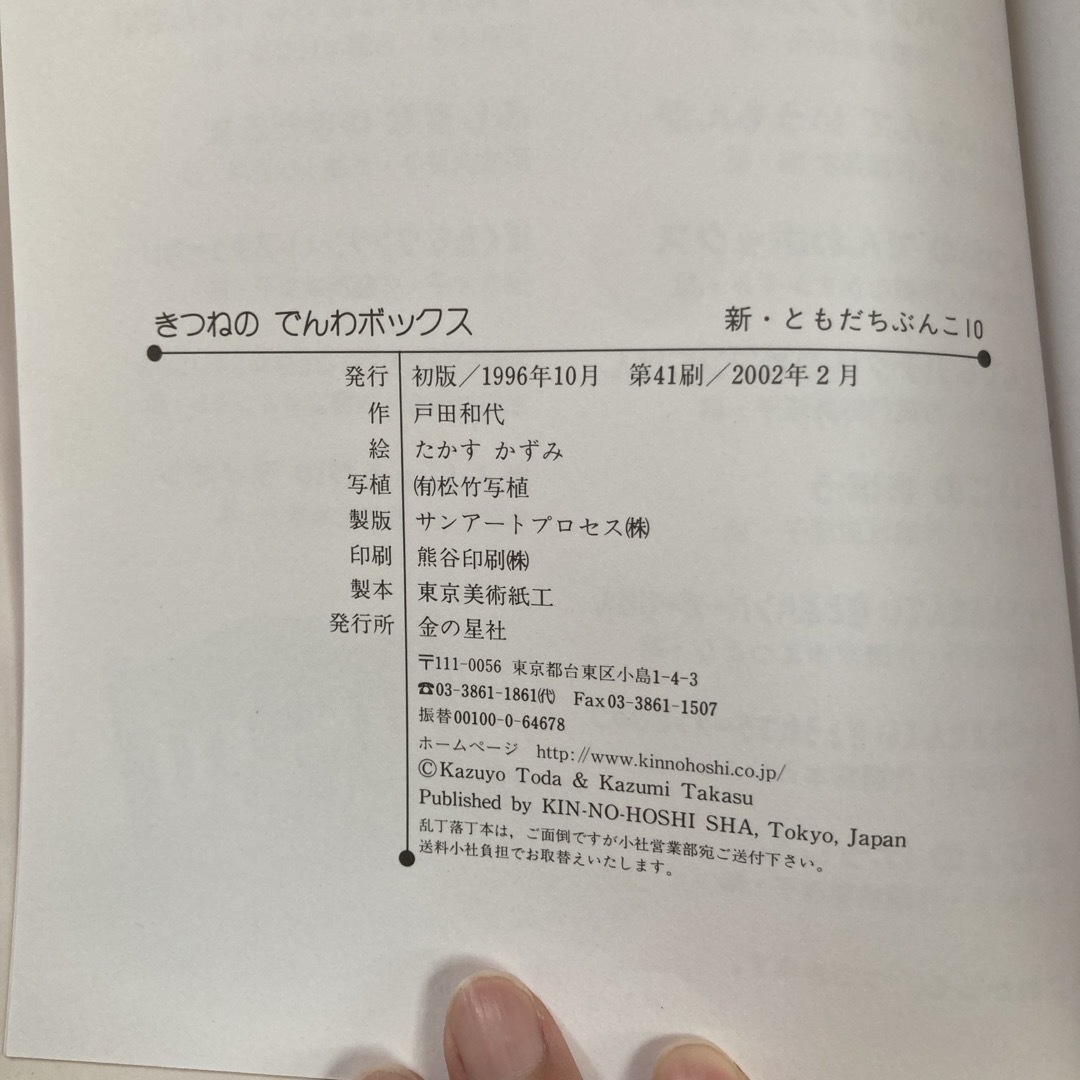 きつねの でんわボックス 新・ともだちぶんこ10
発行 初版／1996年10月 第41刷／2002年2月
作 戸田和代
絵 たかす かずみ
写植 ㈲松竹写植
製版 サンアートプロセス㈱
印刷 熊谷印刷㈱
製本 東京美術紙工
発行所 金の星社
〒111-0056 東京都台東区小島1-4-3
☎03-3861-1861㈹ Fax03-3861-1507
振替00100-0-64678
ホームページ http://www.kinnohoshi.co.jp/
©Kazuyo Toda & Kazumi Takasu
Published by KIN-NO-HOSHI SHA, Tokyo, Japan
乱丁落丁本は，ご面倒ですが小社営業部宛ご送付下さい。
送料小社負担でお取替えいたします。